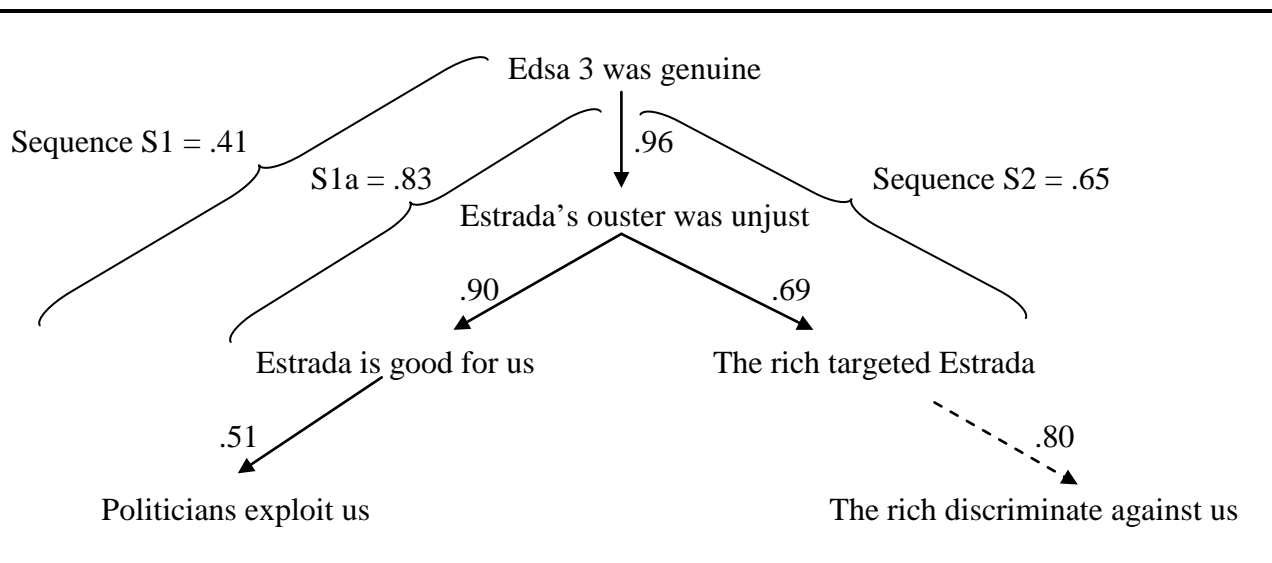 Edsa 3 was genuine
Sequence S1 = .41
.96
S1a = .83
Sequence S2 = .65
Estrada’s ouster was unjust
.90
.69
Estrada is good for us
The rich targeted Estrada
.51
.80
Politicians exploit us
The rich discriminate against us